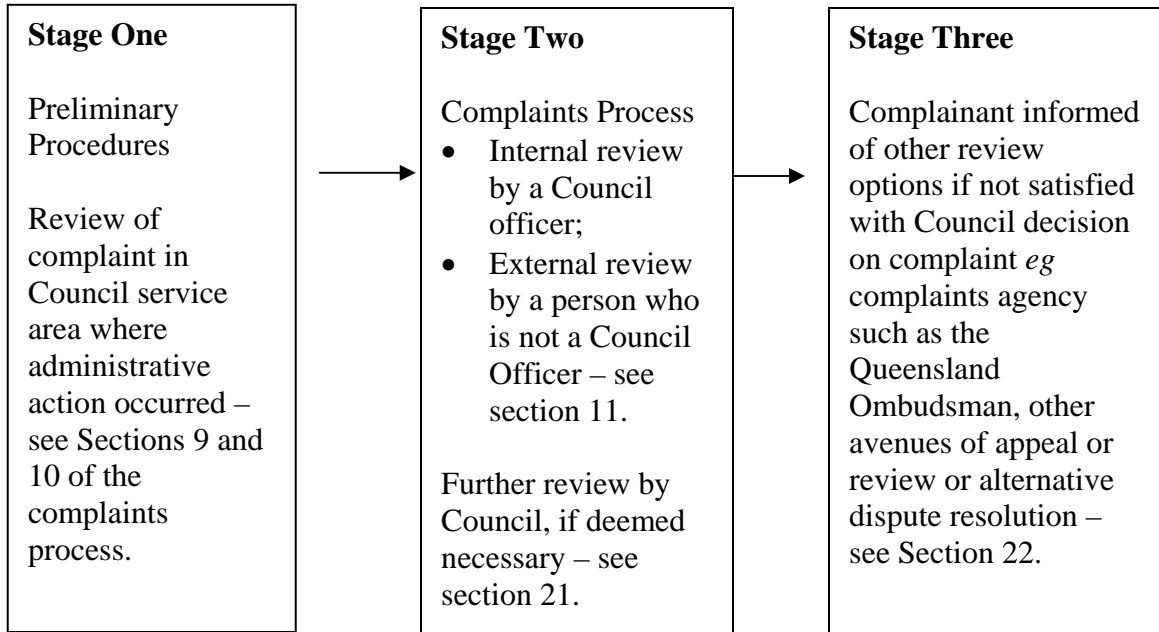 Stage One
Preliminary
Procedures
Review of
complaint in
Council service
area where
administrative
action occurred –
see Sections 9 and
10 of the
complaints
process.
Stage Two
Complaints Process
• Internal review
by a Council
officer;
• External review
by a person who
is not a Council
Officer – see
section 11.
Further review by
Council, if deemed
necessary – see
section 21.
Stage Three
Complainant informed
of other review
options if not satisfied
with Council decision
on complaint eg
complaints agency
such as the
Queensland
Ombudsman, other
avenues of appeal or
review or alternative
dispute resolution –
see Section 22.